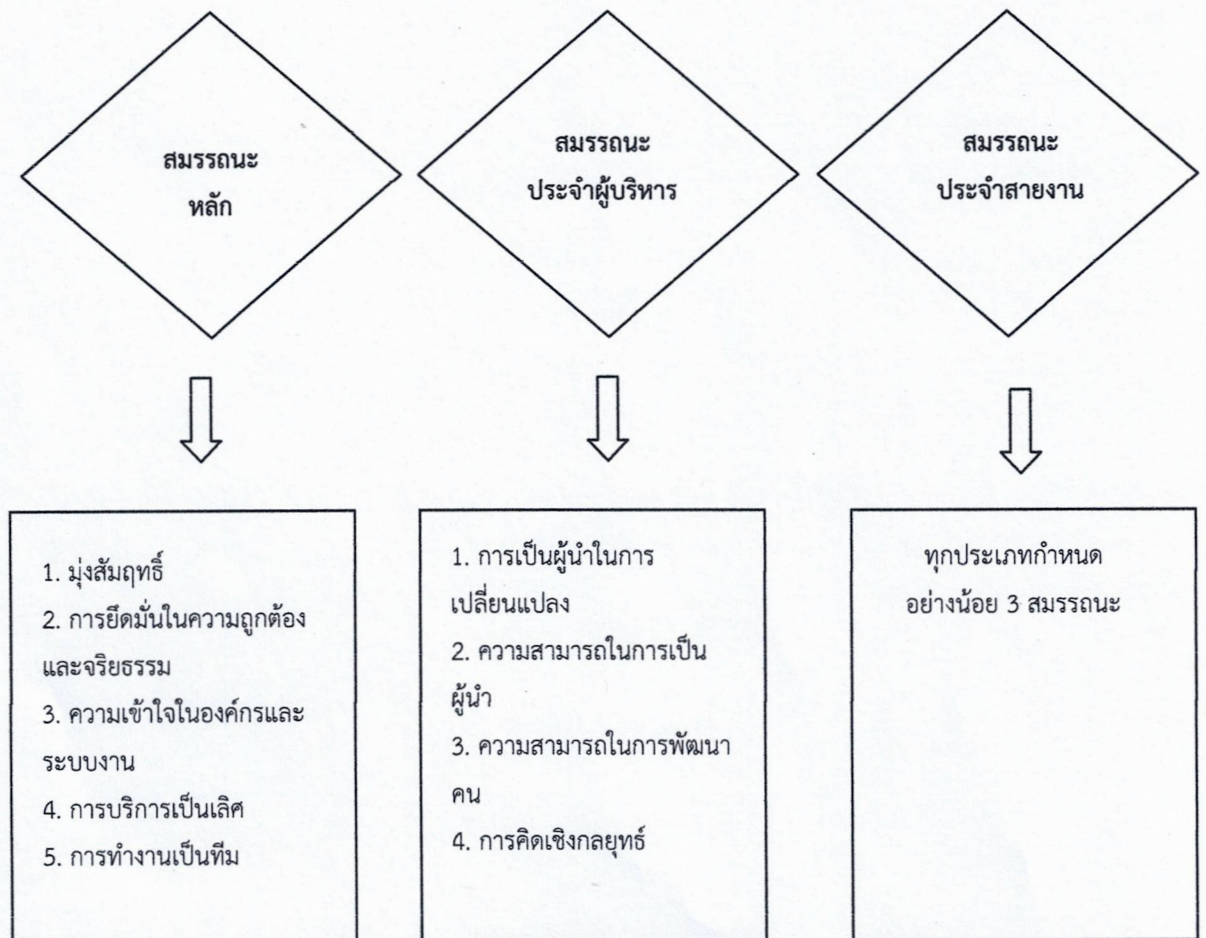 สมรรถนะ
หลัก
สมรรถนะ
ประจำผู้บริหาร
สมรรถนะ
ประจำสายงาน
1. มุ่งสัมฤทธิ์
2. การยึดมั่นในความถูกต้อง
และจริยธรรม
3. ความเข้าใจในองค์กรและ
ระบบงาน
4. การบริการเป็นเลิศ
5. การทำงานเป็นทีม
1. การเป็นผู้นำในการ
เปลี่ยนแปลง
2. ความสามารถในการเป็น
ผู้นำ
3. ความสามารถในการพัฒนา
คน
4. การคิดเชิงกลยุทธ์
ทุกประเภทกำหนด
อย่างน้อย 3 สมรรถนะ